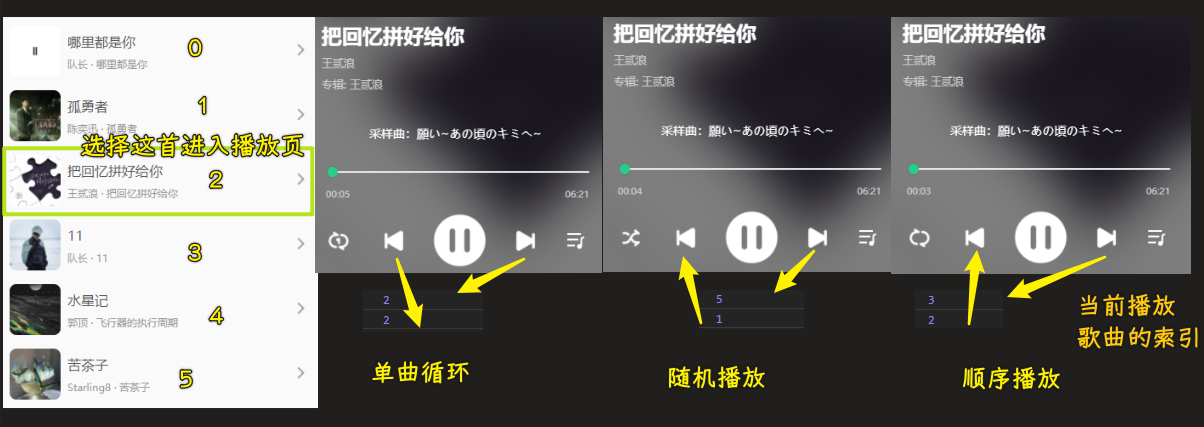 哪里都是你
0
队长 · 哪里都是你
孤勇者
1
陈奕迅 · 孤勇者
选择这首进入播放页
把回忆拼好给你
2
王贰浪 · 把回忆拼好给你
11
3
队长 · 11
水星记
4
郭顶 · 飞行器的执行周期
苦茶子
5
Starling8 · 苦茶子
把回忆拼好给你
王贰浪
专辑: 王贰浪
采样曲：願い~あの頃のキミへ~
00:05
06:21
1
2
2
单曲循环
把回忆拼好给你
王贰浪
专辑: 王贰浪
采样曲：願い~あの頃のキミへ~
00:04
06:21
5
1
随机播放
把回忆拼好给你
王贰浪
专辑: 王贰浪
采样曲：願い~あの頃のキミへ~
00:03
06:21
3
2
顺序播放
当前播放
歌曲的索引